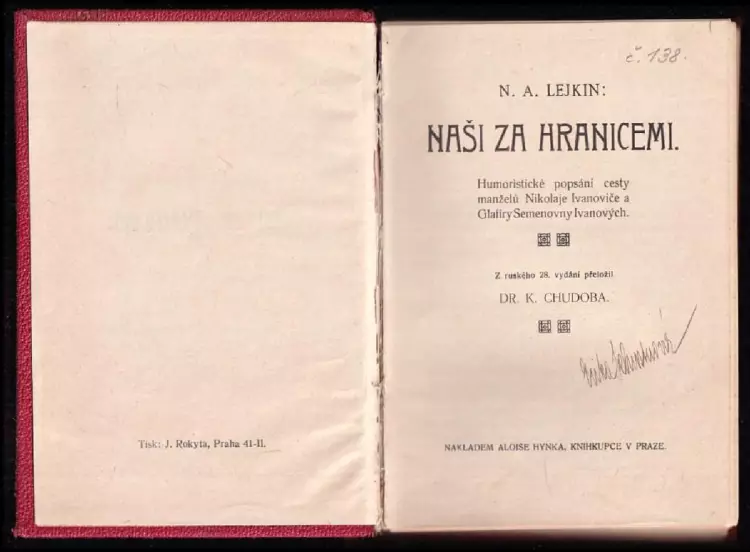 Tisk: J. Rokyta, Praha 41-II.
č. 138.
N. A. LEJKIN:
NAŠI ZA HRANICEMI.
Humoristické popsání cesty
manželů Nikolaje Ivanoviče a
Glafiry Semenovny Ivanových.
Z ruského 28. vydání přeložil
DR. K. CHUDOBA.
NAKLADEM ALOISE HYNKA, KNIHKUPCE V PRAZE.